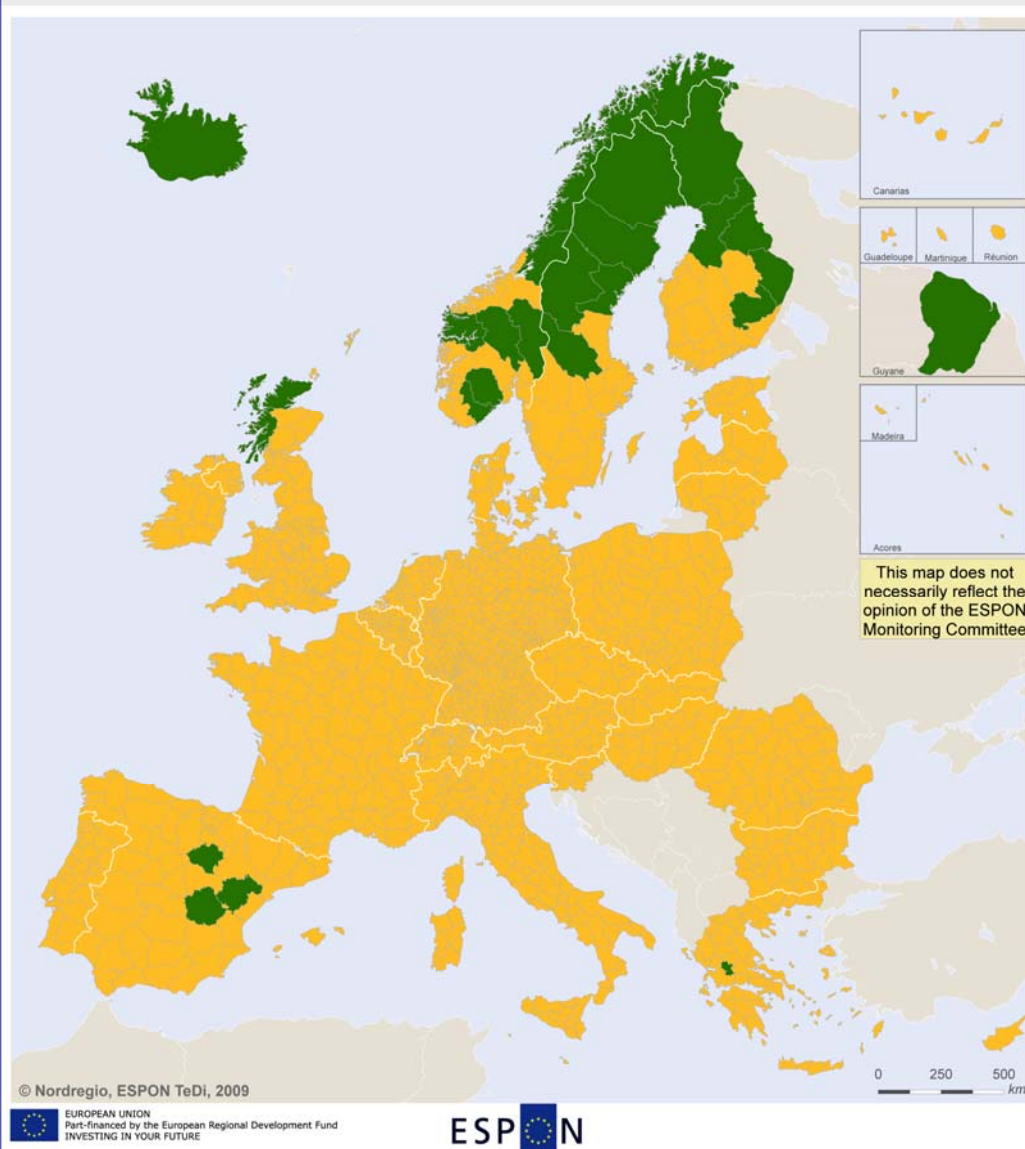 Canarias
Guadeloupe
Martinique
Réunion
Guyane
Madeira
Acores
This map does not
necessarily reflect the
opinion of the ESPON
Monitoring Committee
0 250 500
km
© Nordregio, ESPON TeDi, 2009
EUROPEAN UNION
Part-financed by the European Regional Development Fund
INVESTING IN YOUR FUTURE
ESPON